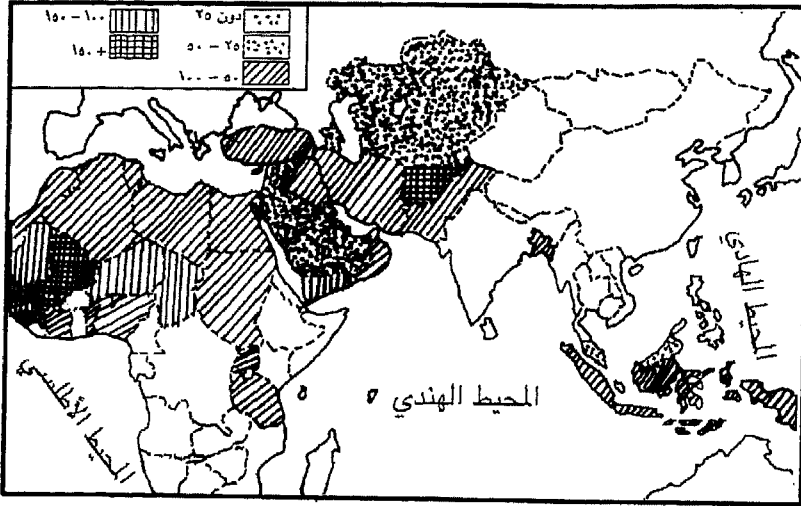 دون ٢٥
٢٥ – ٥٠
٥٠ – ١٠٠
١٠٠ – ١٥٠
+ ١٥٠
المحيط الهادي
المحيط الهندي
المحيط الأطلسي